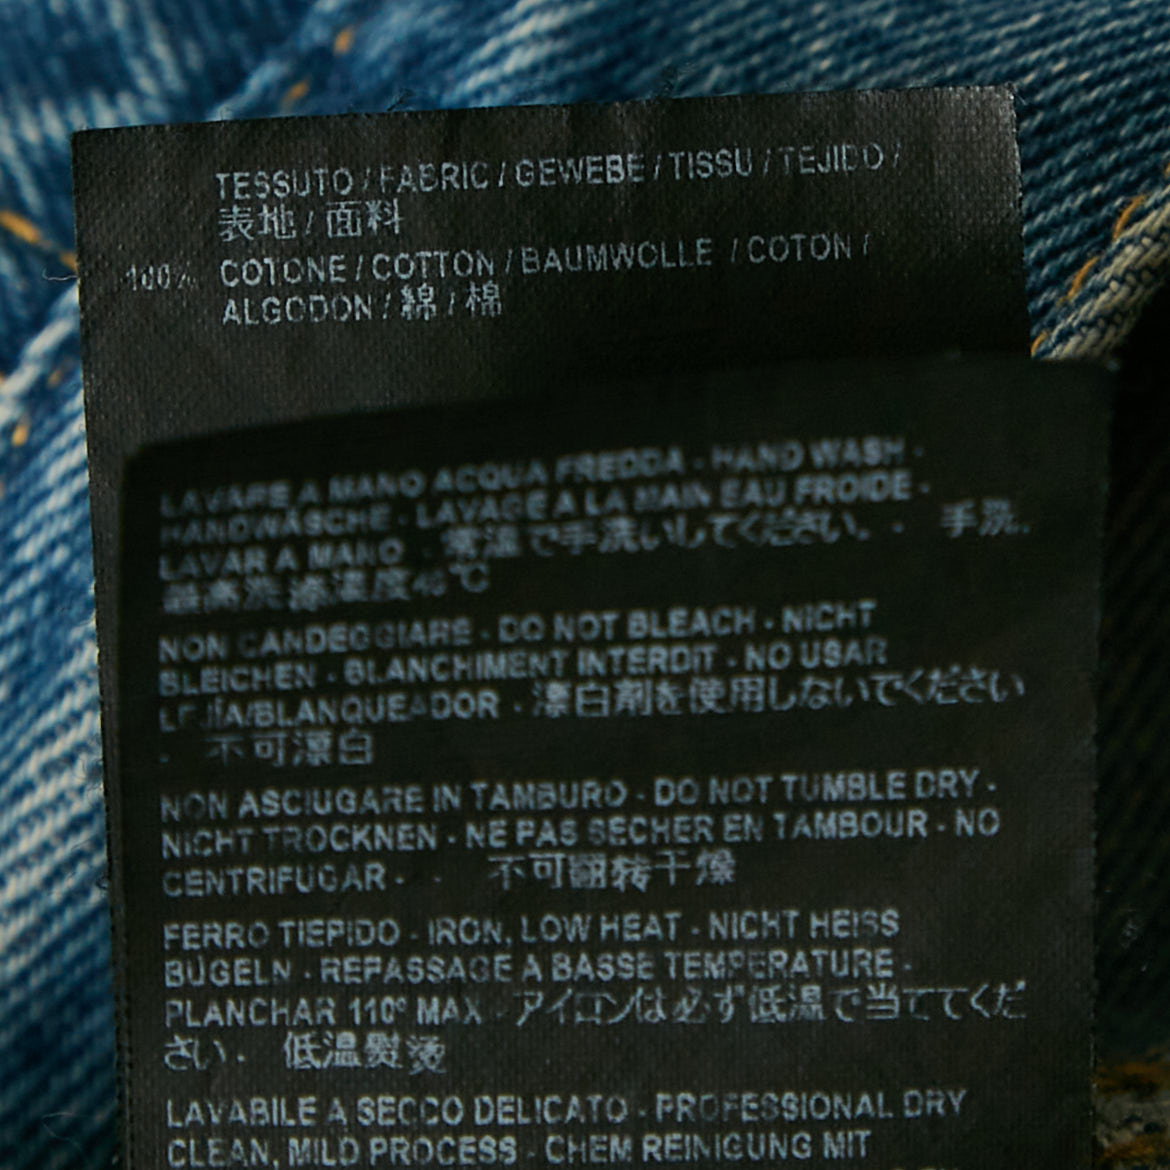 TESSUTO / FABRIC / GEWEBE / TISSU / TEJIDO /
表地 / 面料
100% COTONE / COTTON / BAUMWOLLE / COTON /
ALGODON / 綿 / 棉
LAVARE A MANO ACQUA FREDDA - HAND WASH -
HANDWÄSCHE - LAVAGE A LA MAIN EAU FROIDE -
LAVAR A MANO - 常温で手洗いしてください。 - 手洗,
最高洗涤温度40℃
NON CANDEGGIARE - DO NOT BLEACH - NICHT
BLEICHEN - BLANCHIMENT INTERDIT - NO USAR
LEJÍA/BLANQUEADOR - 漂白剤を使用しないでください
- 不可漂白
NON ASCIUGARE IN TAMBURO - DO NOT TUMBLE DRY -
NICHT TROCKNEN - NE PAS SECHER EN TAMBOUR - NO
CENTRIFUGAR - - 不可翻转干燥
FERRO TIEPIDO - IRON, LOW HEAT - NICHT HEISS
BÜGELN - REPASSAGE A BASSE TEMPERATURE -
PLANCHAR 110º MAX - アイロンは必ず低温で当ててくだ
さい - 低温熨烫
LAVABILE A SECCO DELICATO - PROFESSIONAL DRY
CLEAN, MILD PROCESS - CHEM REINIGUNG MIT